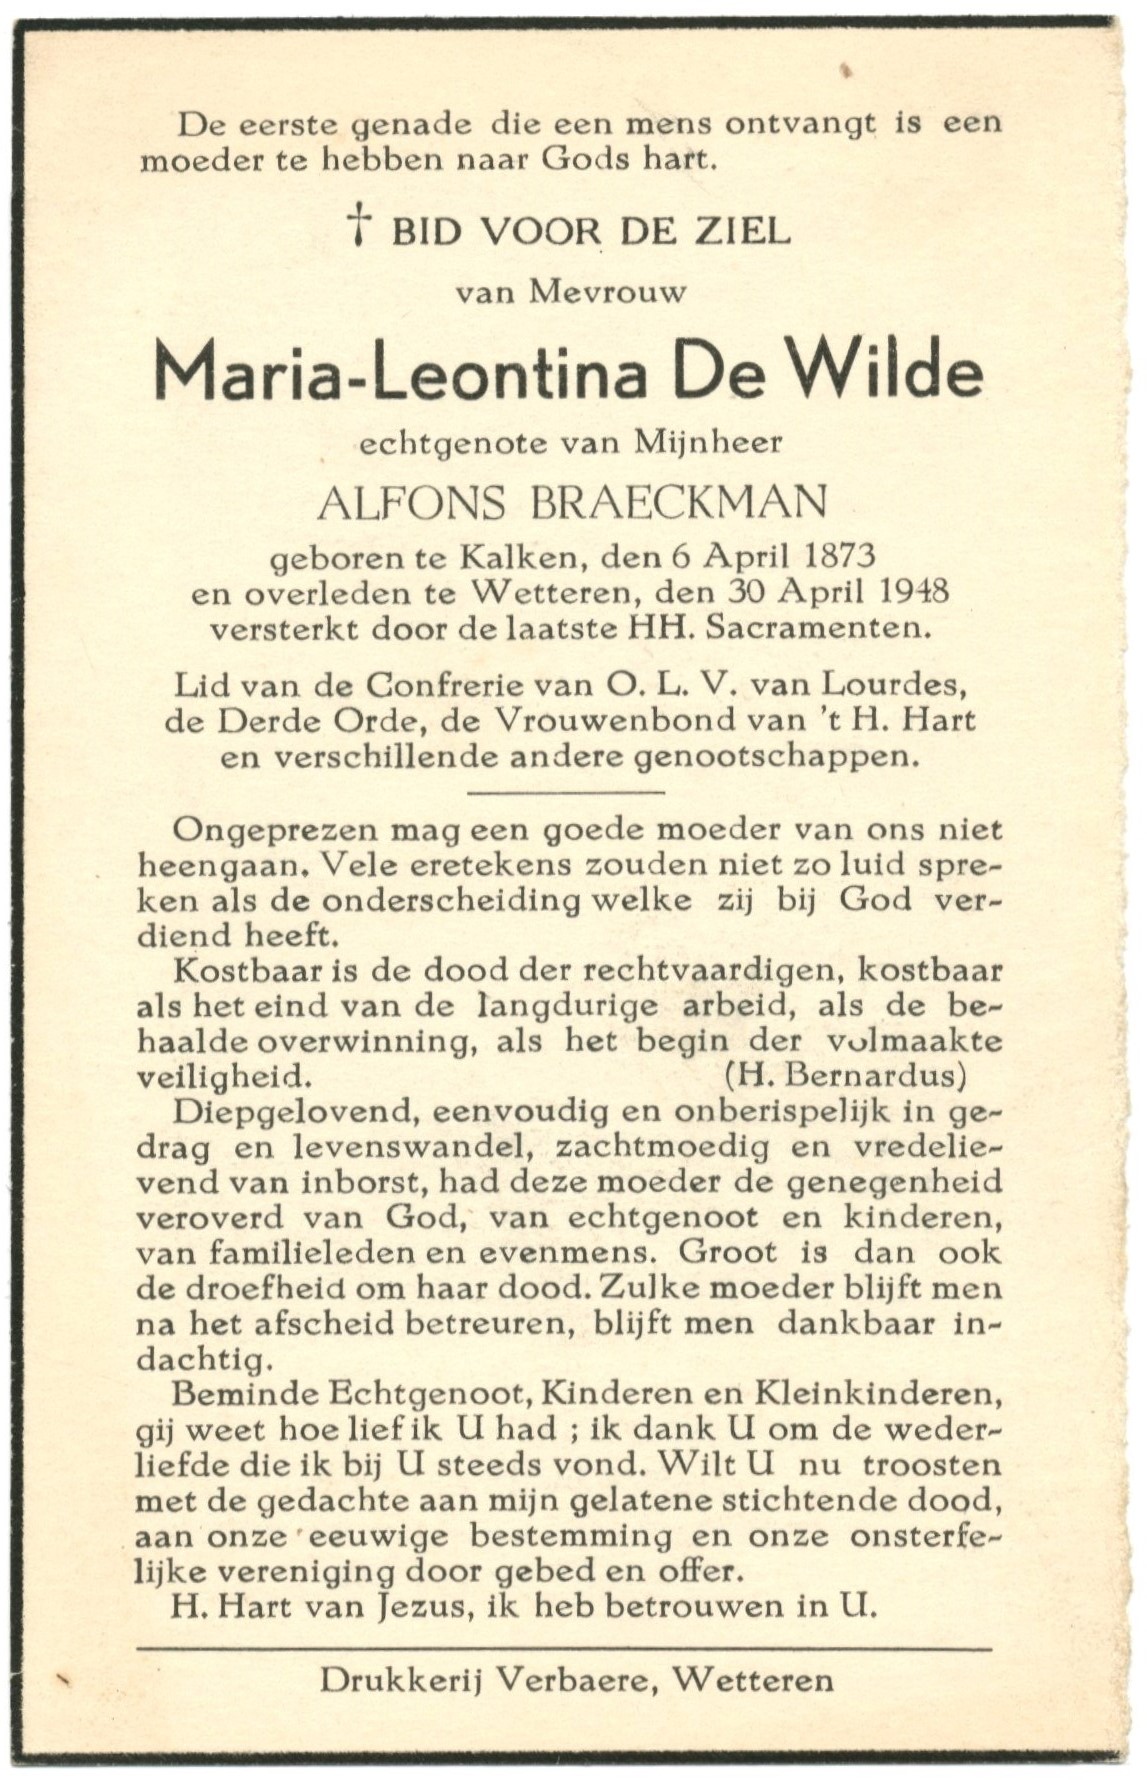 De eerste genade die een mens ontvangt is een
moeder te hebben naar Gods hart.
† BID VOOR DE ZIEL
van Mevrouw
Maria-Leontina De Wilde
echtgenote van Mijnheer
ALFONS BRAECKMAN
geboren te Kalken, den 6 April 1873
en overleden te Wetteren, den 30 April 1948
versterkt door de laatste HH. Sacramenten.
Lid van de Confrerie van O. L. V. van Lourdes,
de Derde Orde, de Vrouwenbond van 't H. Hart
en verschillende andere genootschappen.
Ongeprezen mag een goede moeder van ons niet
heengaan. Vele eretekens zouden niet zo luid spre-
ken als de onderscheiding welke zij bij God ver-
diend heeft.
Kostbaar is de dood der rechtvaardigen, kostbaar
als het eind van de langdurige arbeid, als de be-
haalde overwinning, als het begin der volmaakte
veiligheid. (H. Bernardus)
Diepgelovend, eenvoudig en onberispelijk in ge-
drag en levenswandel, zachtmoedig en vredelie-
vend van inborst, had deze moeder de genegenheid
veroverd van God, van echtgenoot en kinderen,
van familieleden en evenmens. Groot is dan ook
de droefheid om haar dood. Zulke moeder blijft men
na het afscheid betreuren, blijft men dankbaar in-
dachtig.
Beminde Echtgenoot, Kinderen en Kleinkinderen,
gij weet hoe lief ik U had ; ik dank U om de weder-
liefde die ik bij U steeds vond. Wilt U nu troosten
met de gedachte aan mijn gelatene stichtende dood,
aan onze eeuwige bestemming en onze onsterfe-
lijke vereniging door gebed en offer.
H. Hart van Jezus, ik heb betrouwen in U.
Drukkerij Verbaere, Wetteren